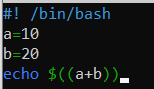 #! /bin/bash
a=10
b=20
echo $((a+b))